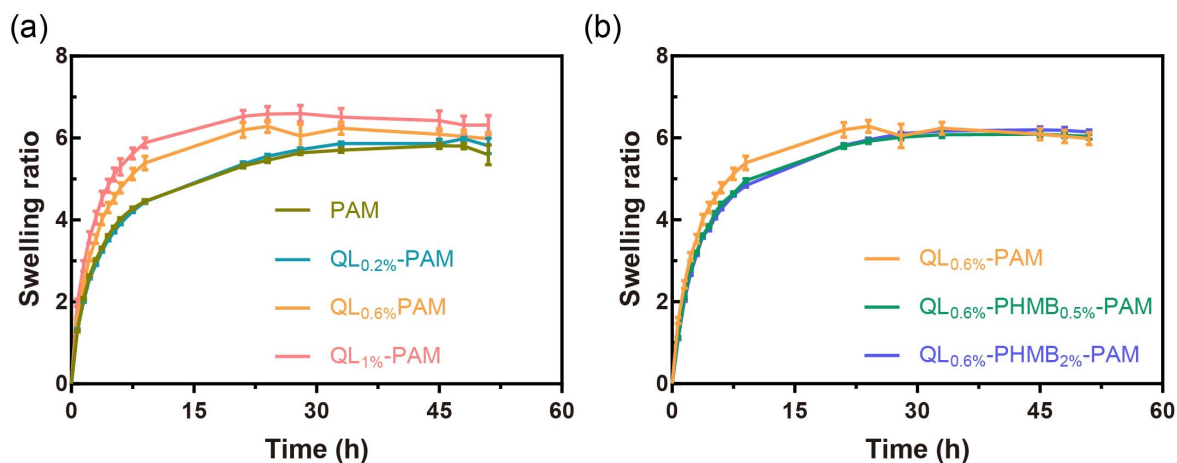 (a)
Swelling ratio
8
6
4
2
0
0 15 30 45 60
Time (h)
PAM
QL0.2%-PAM
QL0.6%PAM
QL1%-PAM
(b)
Swelling ratio
8
6
4
2
0
0 15 30 45 60
Time (h)
QL0.6%-PAM
QL0.6%-PHMB0.5%-PAM
QL0.6%-PHMB2%-PAM